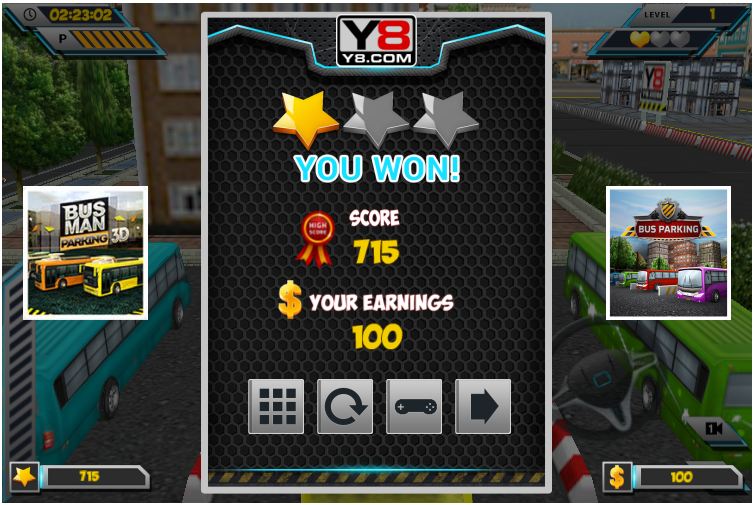 02:23:02
P
LEVEL 1
Y8
Y8.COM
YOU WON!
HIGH
SCORE
SCORE
715
$ YOUR EARNINGS
100
BUS
MAN
PARKING 3D
BUS PARKING
Y8
715
$ 100
1